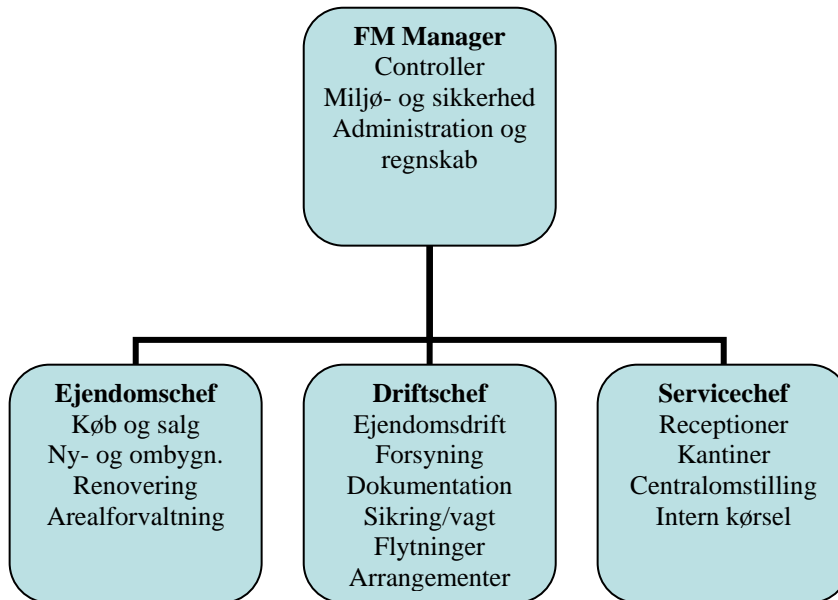 FM Manager
Controller
Miljø- og sikkerhed
Administration og
regnskab
Ejendomschef
Køb og salg
Ny- og ombygn.
Renovering
Arealforvaltning
Driftschef
Ejendomsdrift
Forsyning
Dokumentation
Sikring/vagt
Flytninger
Arrangementer
Servicechef
Receptioner
Kantiner
Centralomstilling
Intern kørsel